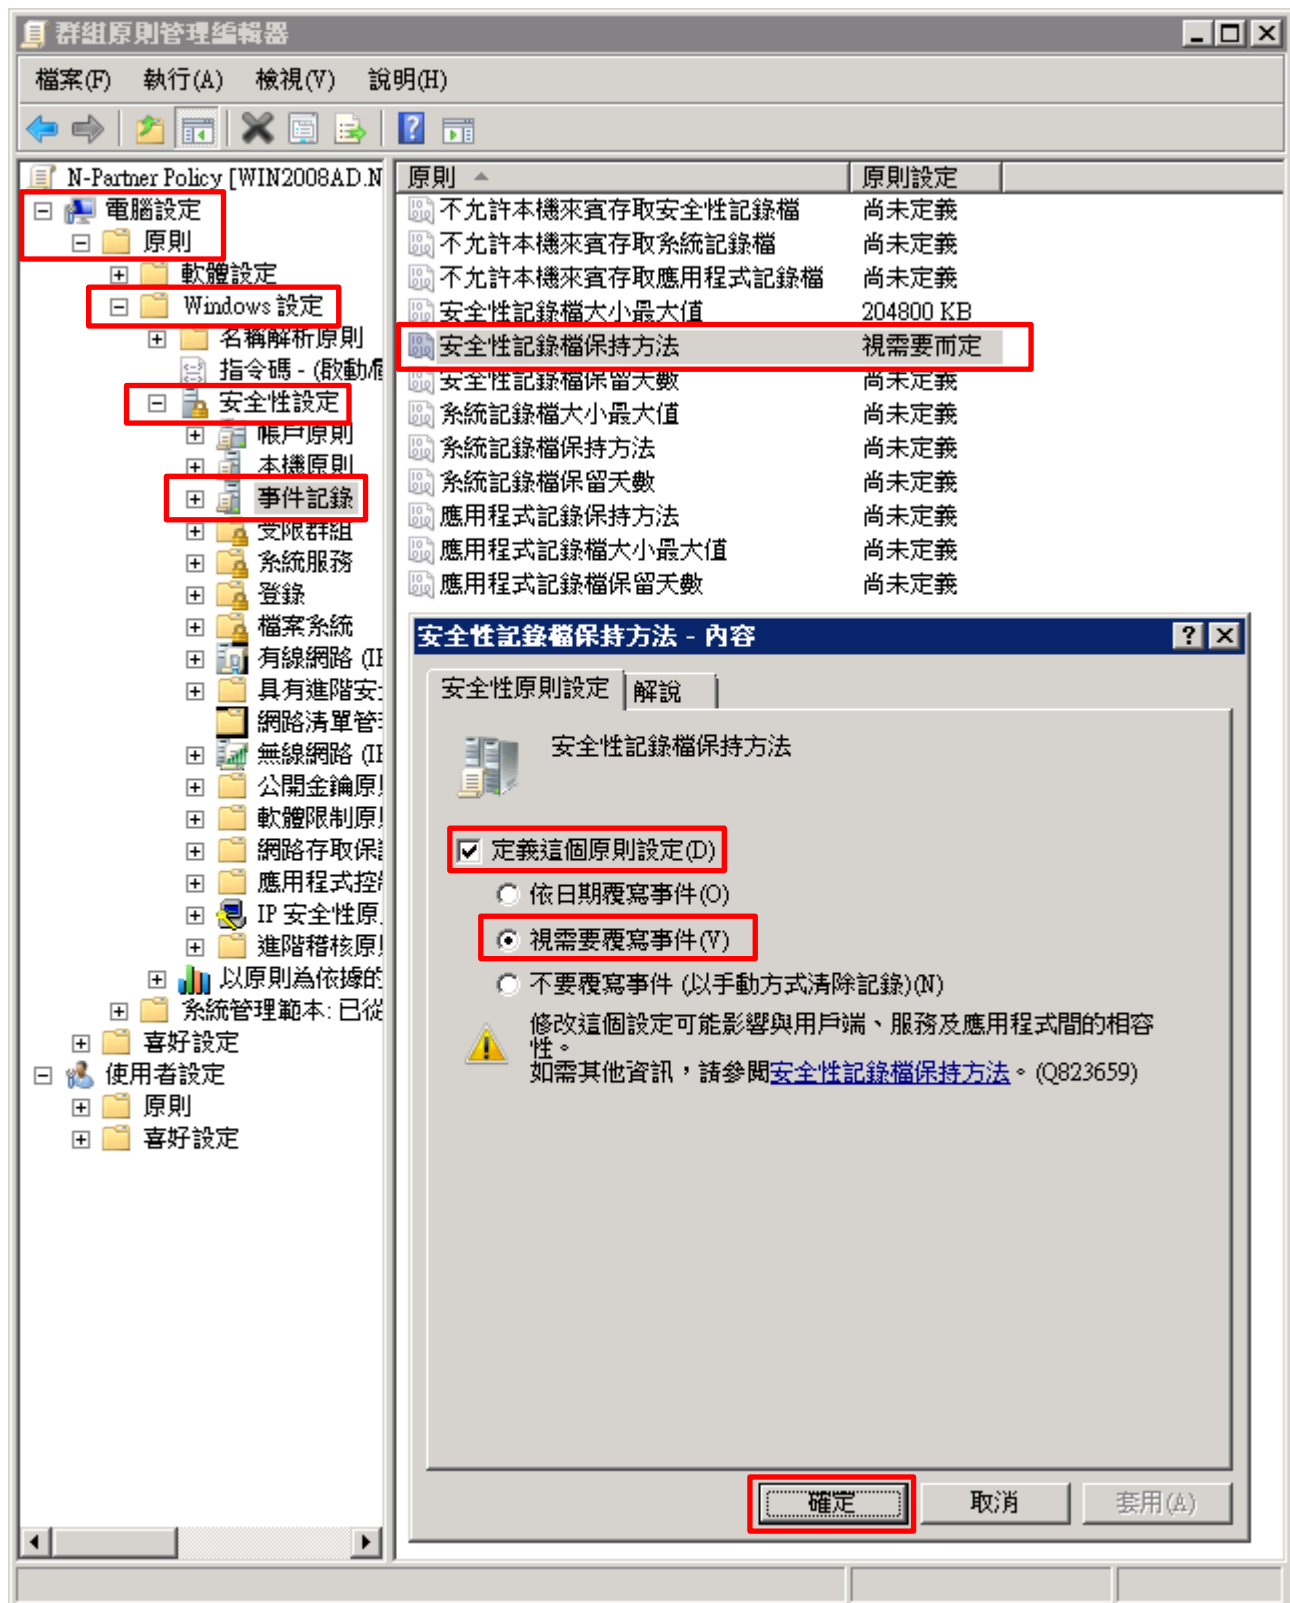 群組原則管理編輯器
檔案(F) 執行(A) 檢視(V) 說明(H)
N-Partner Policy [WIN2008AD.N
電腦設定
原則
軟體設定
Windows 設定
名稱解析原則
指令碼 - (啟動/
安全性設定
帳戶原則
本機原則
事件記錄
受限群組
系統服務
登錄
檔案系統
有線網路 (IE
具有進階安
網路清單管
無線網路 (IE
公開金鑰原
軟體限制原
網路存取保
應用程式控
IP 安全性原
進階稽核原
以原則為依據的
系統管理範本: 已從
喜好設定
使用者設定
原則
喜好設定
原則 原則設定
不允許本機來賓存取安全性記錄檔 尚未定義
不允許本機來賓存取系統記錄檔 尚未定義
不允許本機來賓存取應用程式記錄檔 尚未定義
安全性記錄檔大小最大值 204800 KB
安全性記錄檔保持方法 視需要而定
安全性記錄檔保留天數 尚未定義
系統記錄檔大小最大值 尚未定義
系統記錄檔保持方法 尚未定義
系統記錄檔保留天數 尚未定義
應用程式記錄保持方法 尚未定義
應用程式記錄檔大小最大值 尚未定義
應用程式記錄檔保留天數 尚未定義
安全性記錄檔保持方法 - 內容
安全性原則設定 解說
安全性記錄檔保持方法
定義這個原則設定(D)
依日期覆寫事件(O)
視需要覆寫事件(V)
不要覆寫事件 (以手動方式清除記錄)(N)
修改這個設定可能影響與用戶端、服務及應用程式間的相容
性。
如需其他資訊，請參閱安全性記錄檔保持方法。(Q823659)
確定 取消 套用(A)